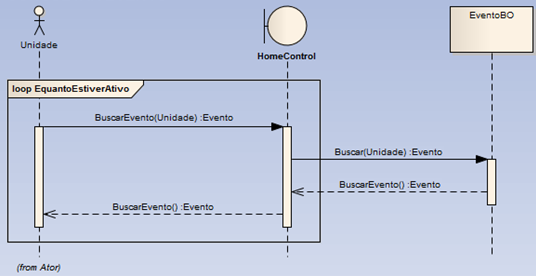 EventoBO
Unidade
HomeControl
loop EquantoEstiverAtivo
BuscarEvento(Unidade) :Evento
Buscar(Unidade) :Evento
BuscarEvento() :Evento
BuscarEvento() :Evento
(from Ator)